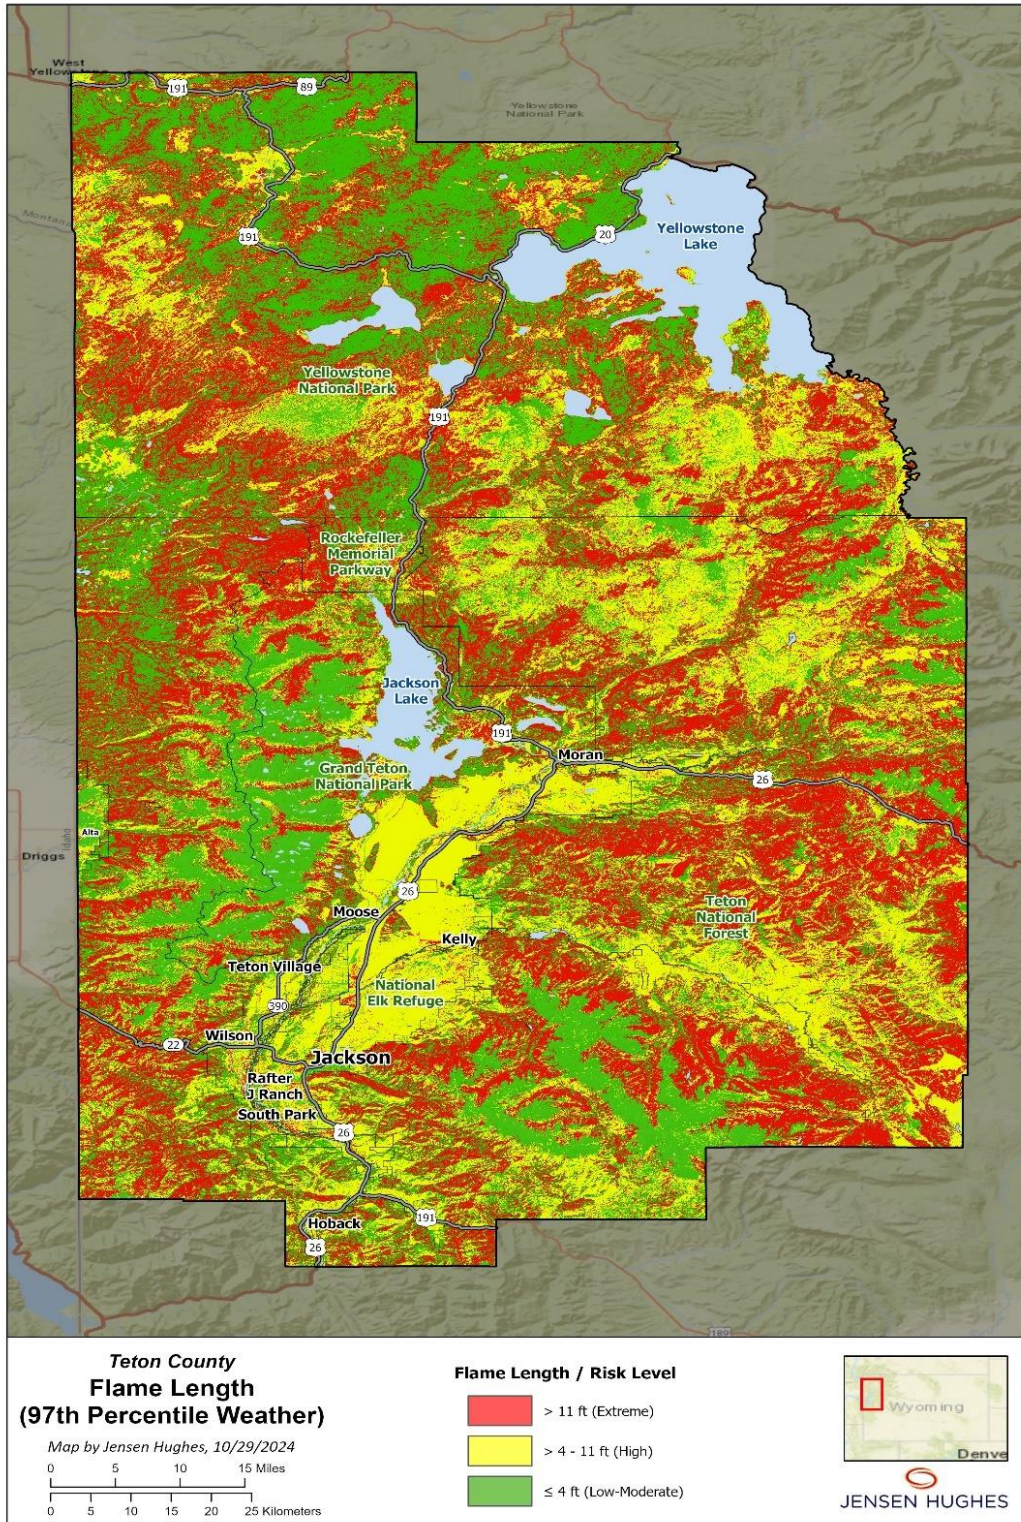 West
Yellowstone
191
89
Yellowstone
National Park
Montana
191
20
Yellowstone
Lake
Yellowstone
National Park
191
Rockefeller
Memorial
Parkway
Jackson
Lake
191
Moran
Grand Teton
National Park
26
Alta
Idaho
Driggs
26
Teton
National
Forest
Moose
Kelly
Teton Village
National
Elk Refuge
390
Wilson
22
Jackson
Rafter
J Ranch
South Park
26
Hoback
191
26
189
Teton County
Flame Length
(97th Percentile Weather)
Map by Jensen Hughes, 10/29/2024
0 5 10 15 Miles
0 5 10 15 20 25 Kilometers
Flame Length / Risk Level
> 11 ft (Extreme)
> 4 - 11 ft (High)
≤ 4 ft (Low-Moderate)
Wyoming
Denve
JENSEN HUGHES